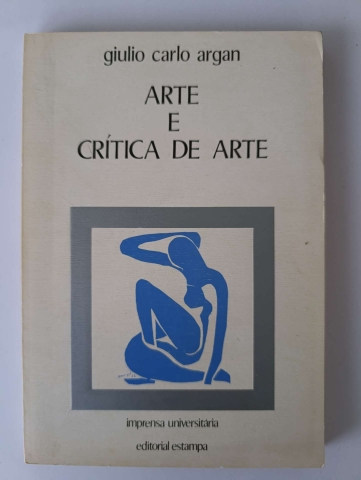 giulio carlo argan
ARTE
E
CRÍTICA DE ARTE
imprensa universitária
editorial estampa